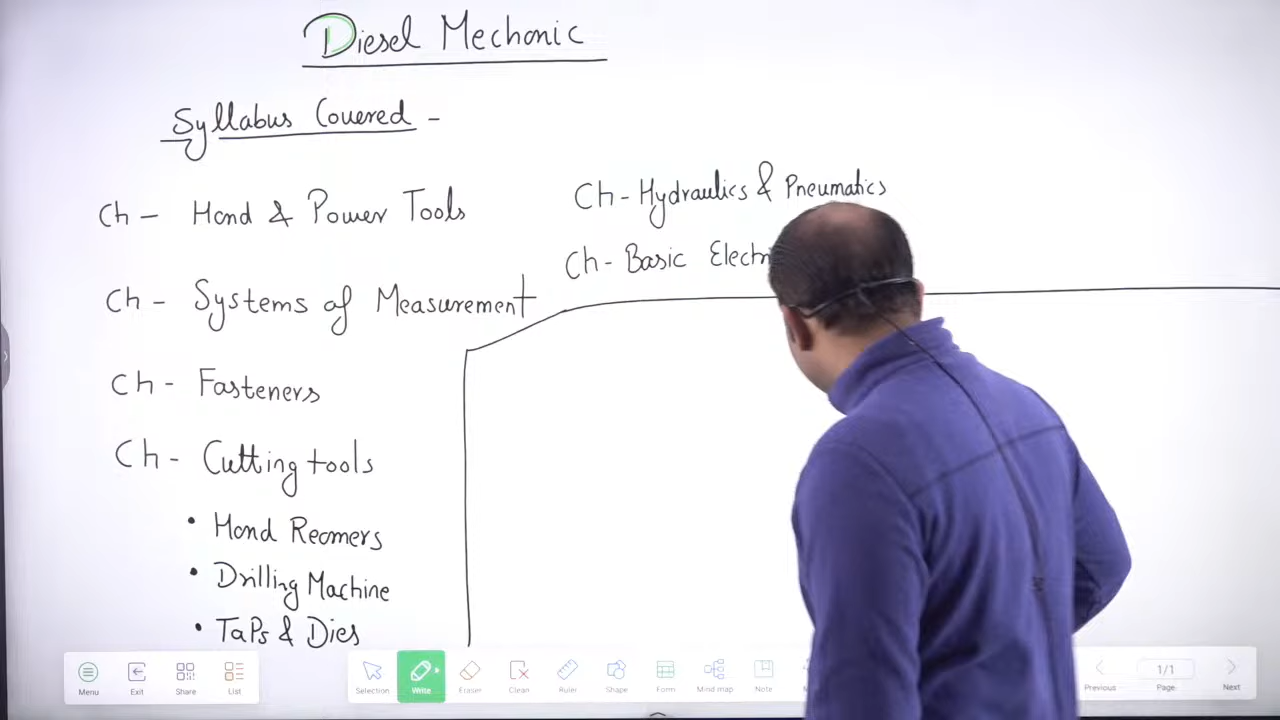 Diesel Mechanic
Syllabus Covered -
Ch - Hand & Power Tools
Ch - Systems of Measurement
Ch - Fasteners
Ch - Cutting tools
• Hand Reamers
• Drilling Machine
• Taps & Dies
Ch - Hydraulics & Pneumatics
Ch - Basic
Menu Exit Share List
Selection Write Eraser Clean Ruler Shape Form Mind map Note
Previous 1/1 Page Next